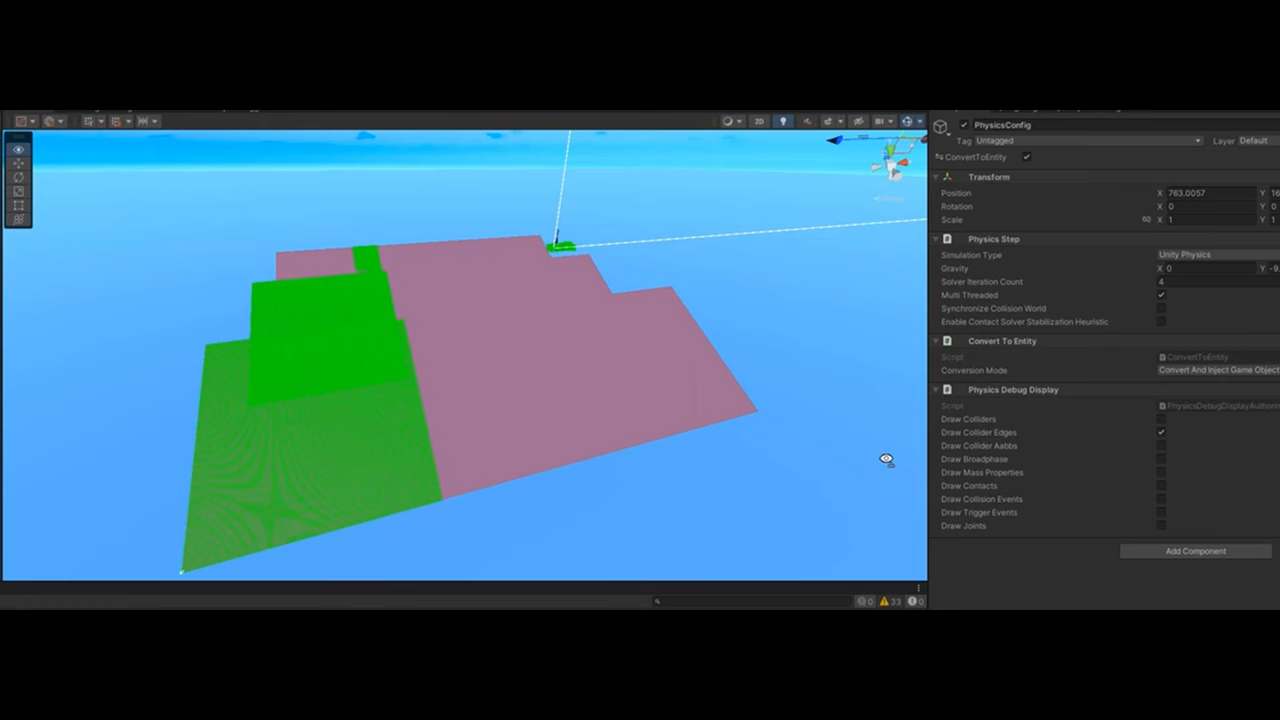 2D
PhysicsConfig
Tag Untagged Layer Default
ConvertToEntity
Transform
Position X 763.0057 Y 16
Rotation X 0 Y 0
Scale X 1 Y 1
Physics Step
Simulation Type Unity Physics
Gravity X 0 Y -9
Solver Iteration Count 4
Multi Threaded
Synchronize Collision World
Enable Contact Solver Stabilization Heuristic
Convert To Entity
Script ConvertToEntity
Conversion Mode Convert And Inject Game Object
Physics Debug Display
Script PhysicsDebugDisplayAuthorin
Draw Colliders
Draw Collider Edges
Draw Collider Aabbs
Draw Broadphase
Draw Mass Properties
Draw Contacts
Draw Collision Events
Draw Trigger Events
Draw Joints
Add Component
0 33 0